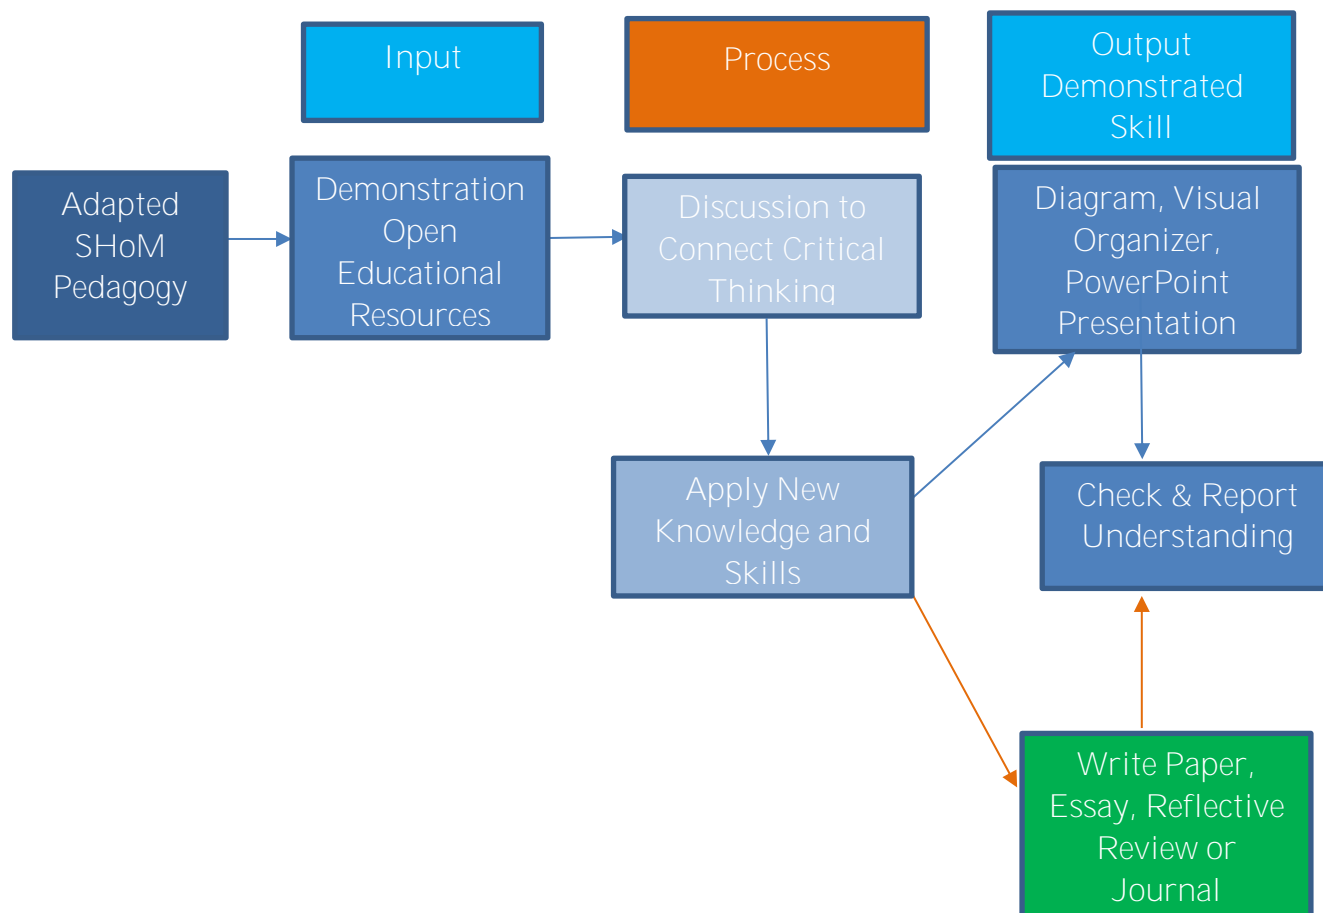 Input
Process
Output
Demonstrated
Skill
Adapted
SHoM
Pedagogy
Demonstration
Open
Educational
Resources
Discussion to
Connect Critical
Thinking
Diagram, Visual
Organizer,
PowerPoint
Presentation
Apply New
Knowledge and
Skills
Check & Report
Understanding
Write Paper,
Essay, Reflective
Review or
Journal